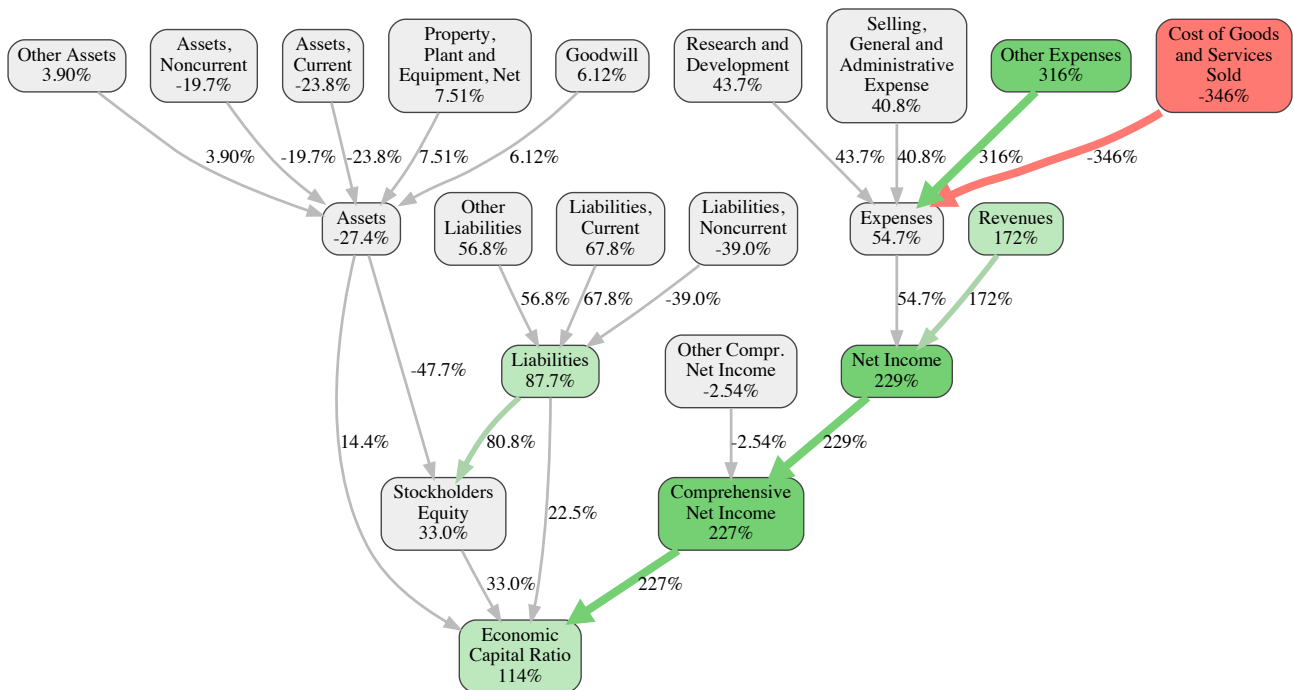 Other Assets
3.90%
Assets,
Noncurrent
-19.7%
Assets,
Current
-23.8%
Property,
Plant and
Equipment, Net
7.51%
Goodwill
6.12%
Research and
Development
43.7%
Selling,
General and
Administrative
Expense
40.8%
Other Expenses
316%
Cost of Goods
and Services
Sold
-346%
3.90%
-19.7%
-23.8%
7.51%
6.12%
43.7%
40.8%
316%
-346%
Assets
-27.4%
Other
Liabilities
56.8%
Liabilities,
Current
67.8%
Liabilities,
Noncurrent
-39.0%
Expenses
54.7%
Revenues
172%
56.8%
67.8%
-39.0%
54.7%
172%
-47.7%
Liabilities
87.7%
Other Compr.
Net Income
-2.54%
Net Income
229%
14.4%
80.8%
-2.54%
229%
Stockholders
Equity
33.0%
22.5%
Comprehensive
Net Income
227%
33.0%
227%
Economic
Capital Ratio
114%